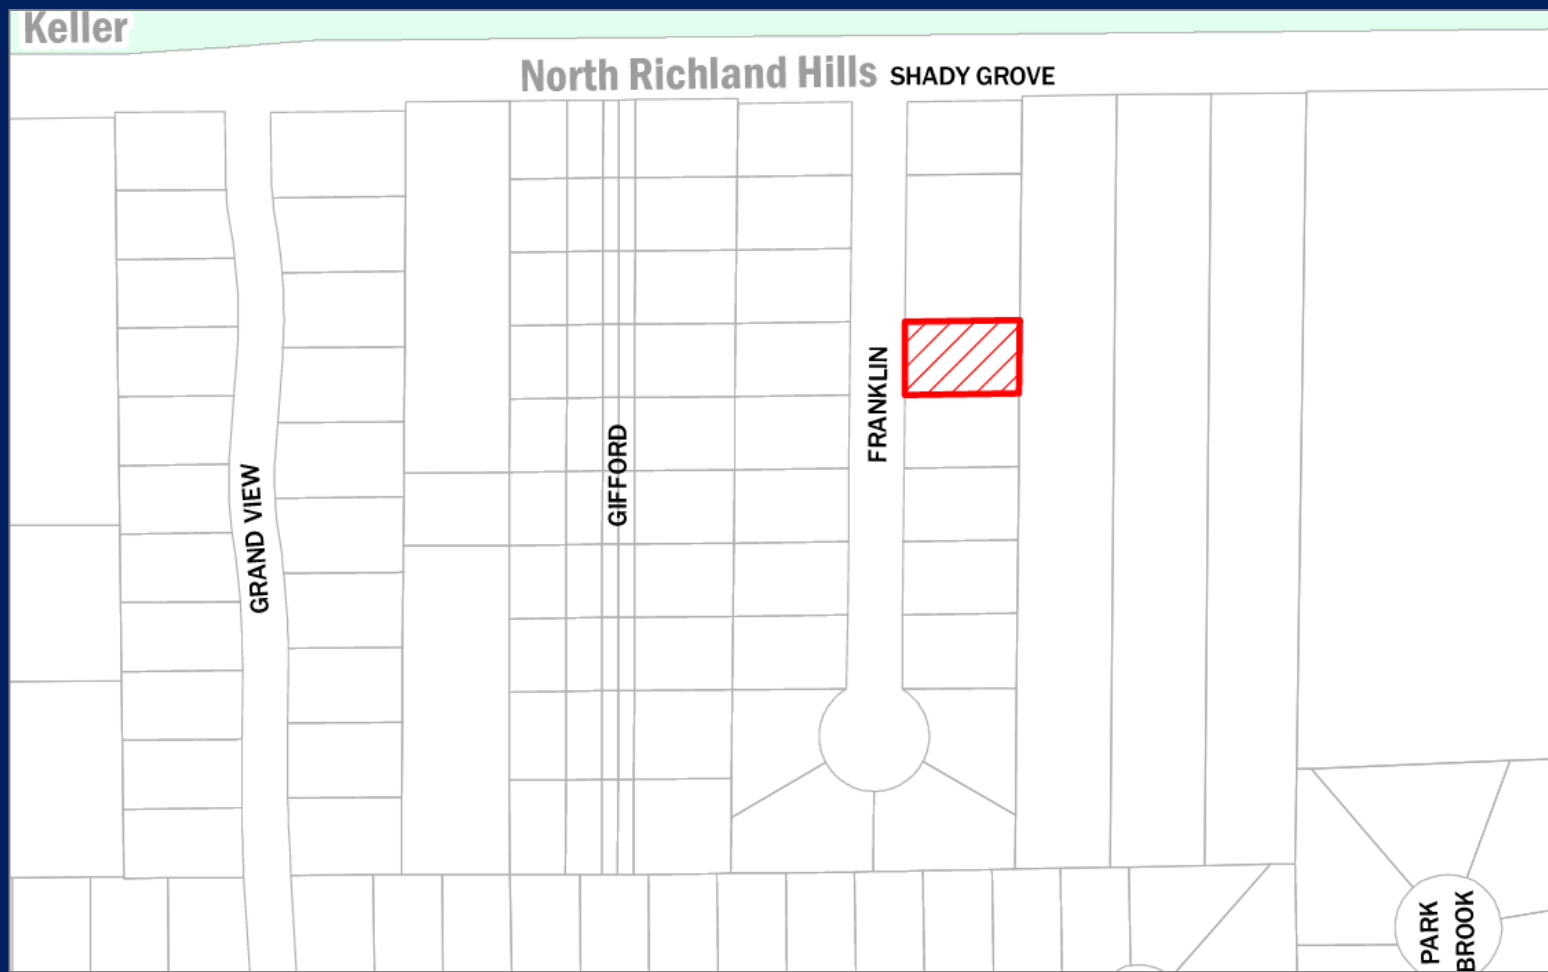 Keller
North Richland Hills
SHADY GROVE
FRANKLIN
GIFFORD
GRAND VIEW
PARK
BROOK